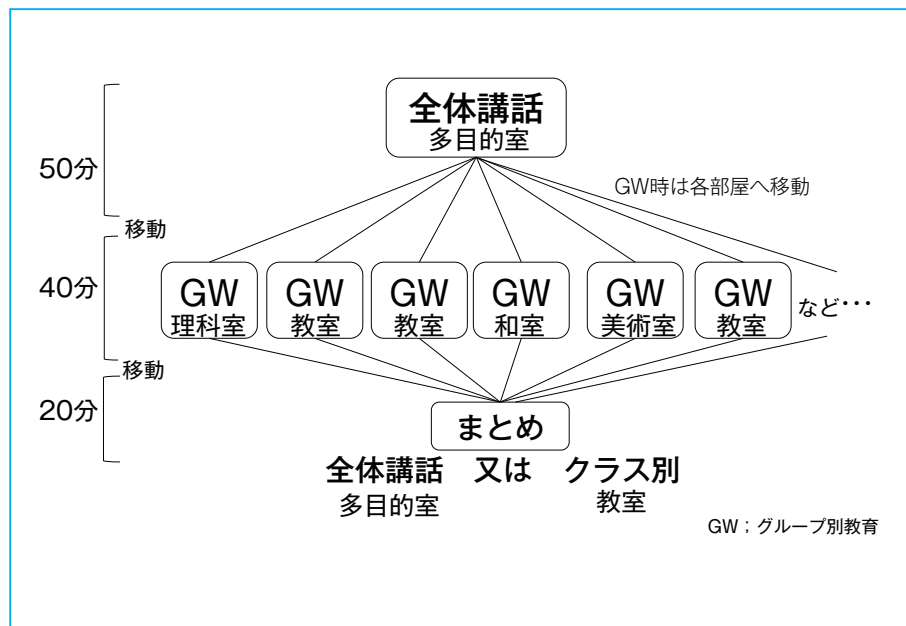 全体講話
多目的室
50分
GW時は各部屋へ移動
移動
40分
GW
理科室
GW
教室
GW
教室
GW
和室
GW
美術室
GW
教室
など・・・
移動
20分
まとめ
全体講話 又は クラス別
多目的室 教室
GW；グループ別教育